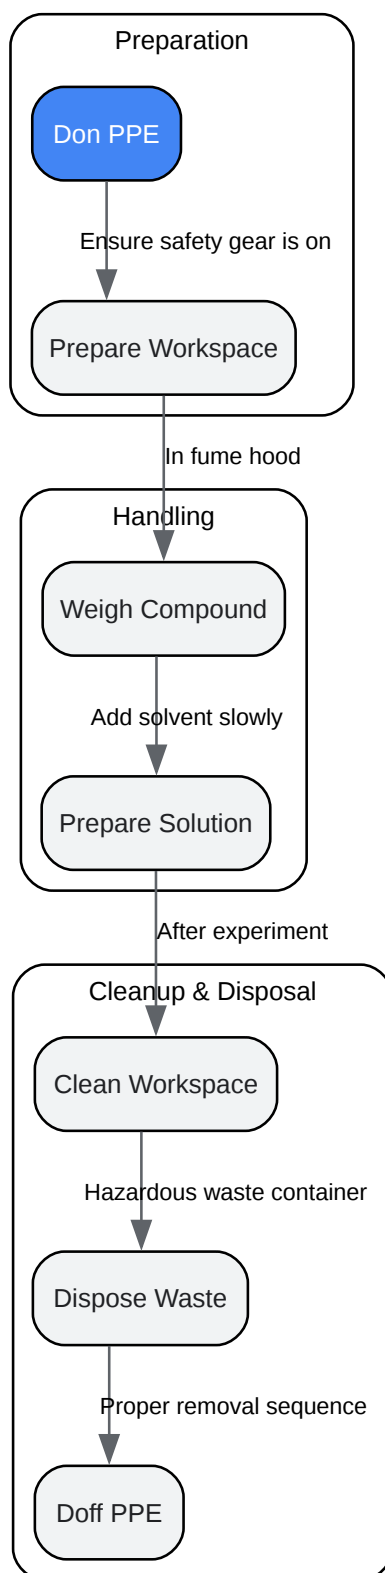 Preparation
Don PPE
Ensure safety gear is on
Prepare Workspace
In fume hood
Handling
Weigh Compound
Add solvent slowly
Prepare Solution
After experiment
Cleanup & Disposal
Clean Workspace
Hazardous waste container
Dispose Waste
Proper removal sequence
Doff PPE